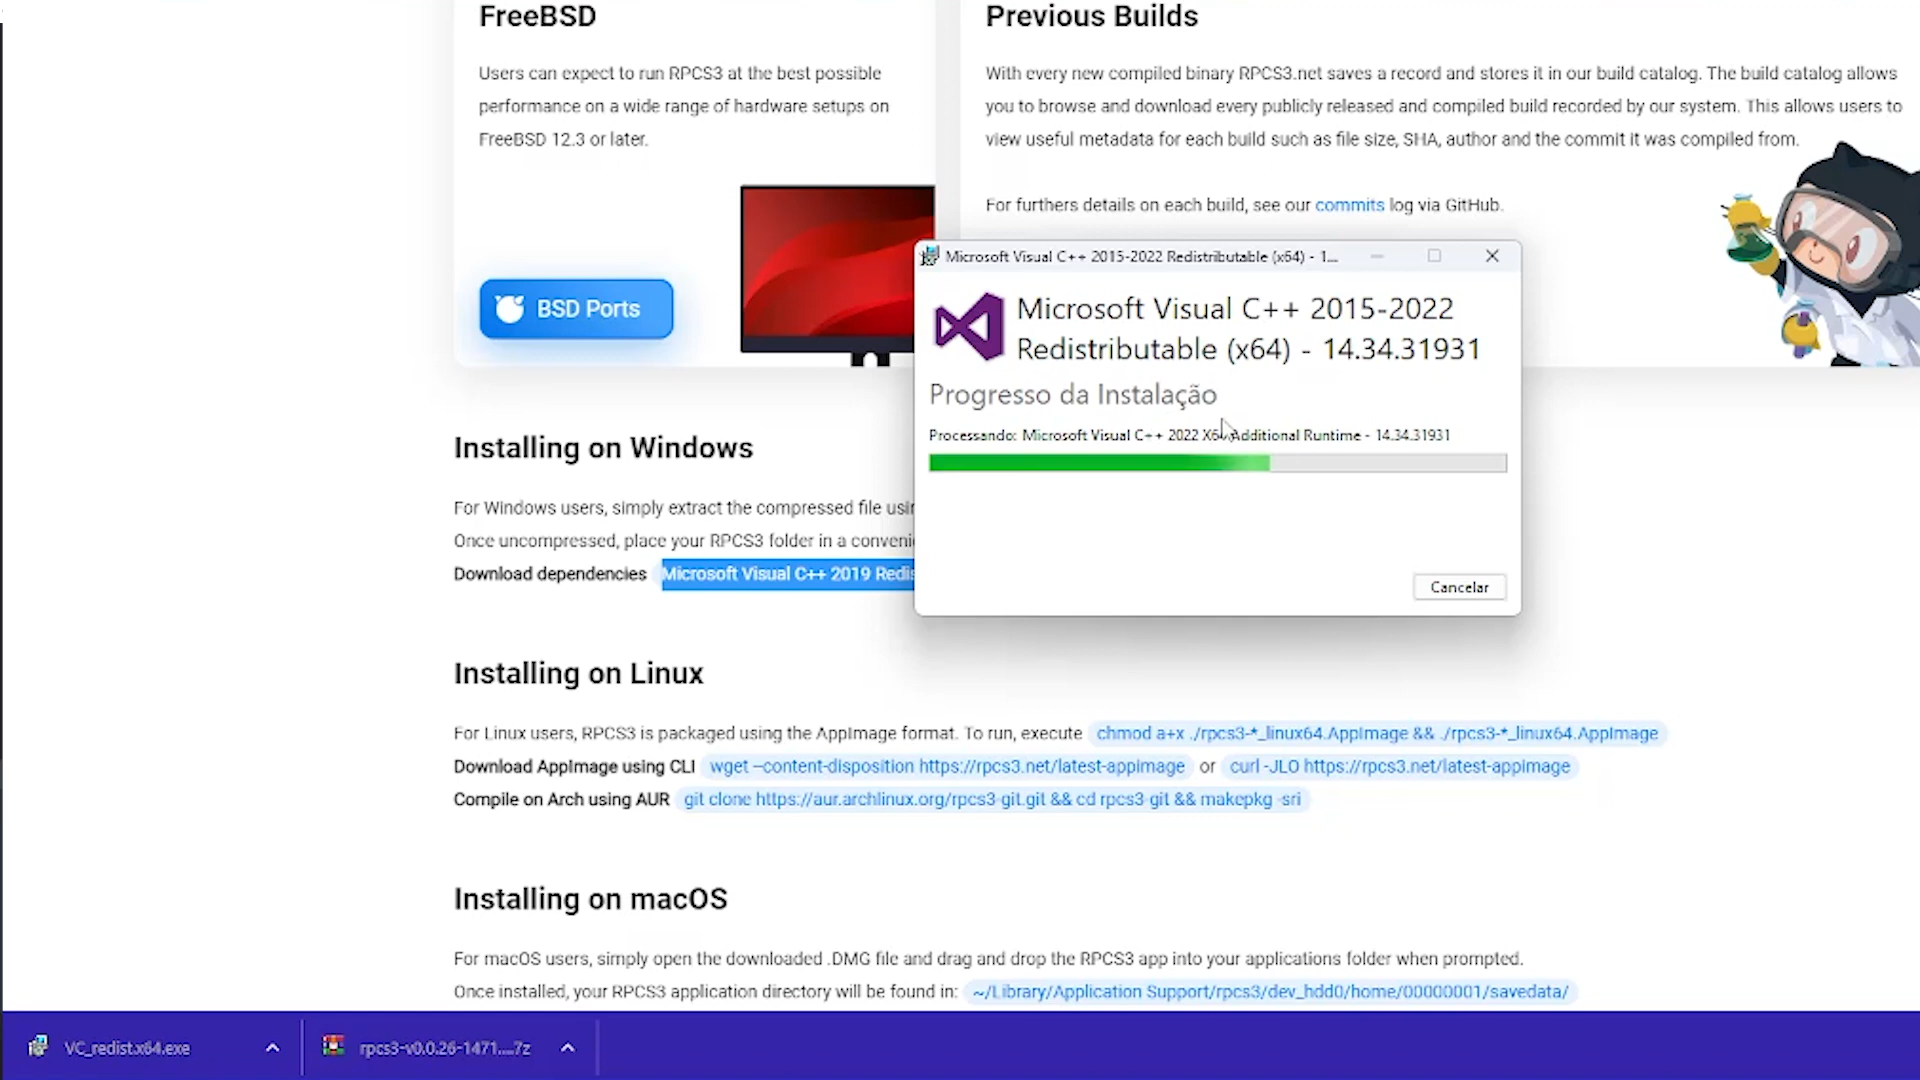 FreeBSD
Users can expect to run RPCS3 at the best possible
performance on a wide range of hardware setups on
FreeBSD 12.3 or later.
BSD Ports
Previous Builds
With every new compiled binary RPCS3.net saves a record and stores it in our build catalog. The build catalog allows
you to browse and download every publicly released and compiled build recorded by our system. This allows users to
view useful metadata for each build such as file size, SHA, author and the commit it was compiled from.
For furthers details on each build, see our commits log via GitHub.
Microsoft Visual C++ 2015-2022 Redistributable (x64) - 1...
Microsoft Visual C++ 2015-2022
Redistributable (x64) - 14.34.31931
Progresso da Instalação
Processando: Microsoft Visual C++ 2022 X64 Additional Runtime - 14.34.31931
Cancelar
Installing on Windows
For Windows users, simply extract the compressed file
Once uncompressed, place your RPCS3 folder in a
Download dependencies Microsoft Visual C++ 2019
Installing on Linux
For Linux users, RPCS3 is packaged using the AppImage format. To run, execute chmod a+x ./rpcs3-*_linux64.AppImage && ./rpcs3-*_linux64.AppImage
Download AppImage using CLI wget --content-disposition https://rpcs3.net/latest-appimage or curl -JLO https://rpcs3.net/latest-appimage
Compile on Arch using AUR git clone https://aur.archlinux.org/rpcs3-git.git && cd rpcs3-git && makepkg -sri
Installing on macOS
For macOS users, simply open the downloaded .DMG file and drag and drop the RPCS3 app into your applications folder when prompted.
Once installed, your RPCS3 application directory will be found in: ~/Library/Application Support/rpcs3/dev_hdd0/home/00000001/savedata/
VC_redist.x64.exe
rpcs3-v0.0.26-1471....7z